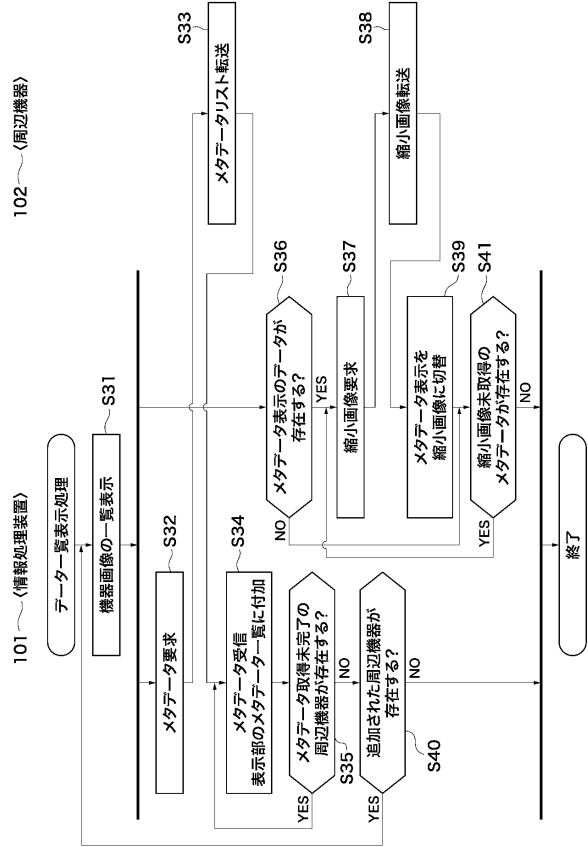 101 〈情報処理装置〉
102 〈周辺機器〉
データ一覧表示処理
機器画像の一覧表示
S31
メタデータ要求
S32
メタデータリスト転送
S33
メタデータ受信
表示部のメタデータ一覧に付加
S34
メタデータ取得未完了の
周辺機器が存在する?
S35
YES
NO
追加された周辺機器が
存在する?
S40
YES
NO
メタデータ表示のデータが
存在する?
S36
NO
YES
縮小画像要求
S37
縮小画像転送
S38
メタデータ表示を
縮小画像に切替
S39
縮小画像未取得の
メタデータが存在する?
S41
YES
NO
終了